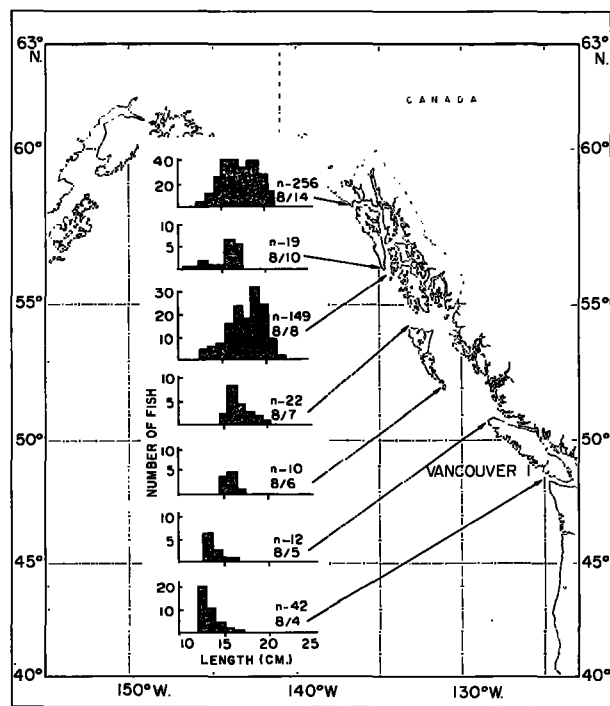 63°
N.
63°
N.
CANADA
60°
60°
40
20
n-256
8/14
10
5
n-19
8/10
55°
55°
30
20
10
n-149
8/8
10
5
n-22
8/7
50°
50°
10
5
n-10
8/6
VANCOUVER I
10
5
n-12
8/5
45°
45°
20
10
n-42
8/4
NUMBER OF FISH
10 15 20 25
LENGTH (CM.)
40°
40°
150°W.
140°W.
130°W.